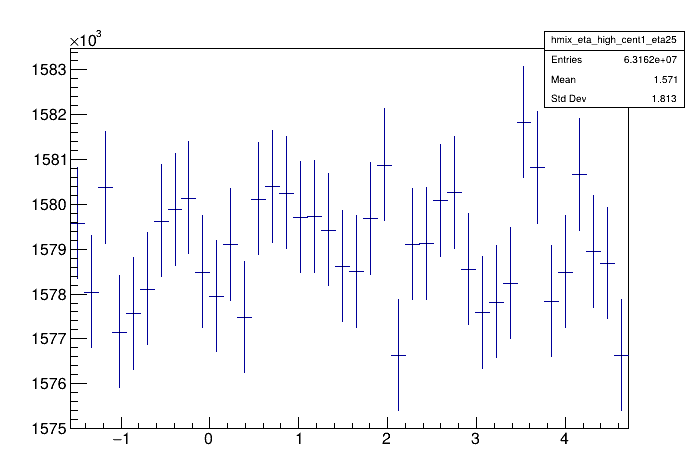 ×10³
hmix_eta_high_cent1_eta25
Entries 6.3162e+07
Mean 1.571
Std Dev 1.813
1583
1582
1581
1580
1579
1578
1577
1576
1575
−1 0 1 2 3 4